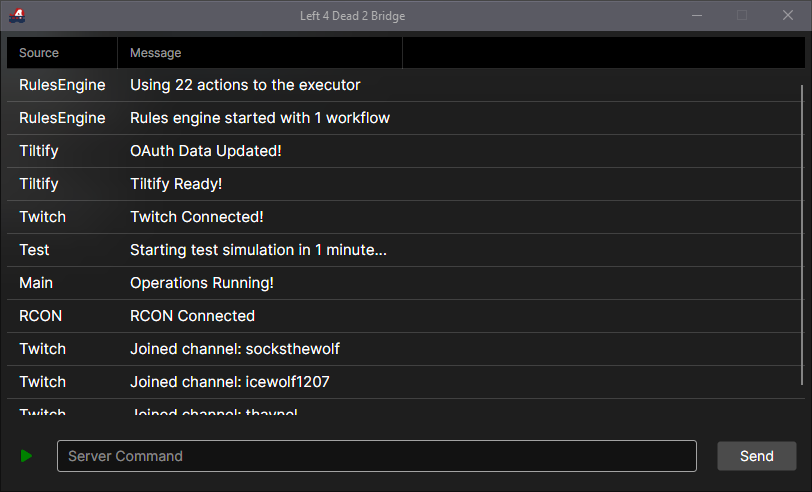 Left 4 Dead 2 Bridge
Source Message
RulesEngine Using 22 actions to the executor
RulesEngine Rules engine started with 1 workflow
Tiltify OAuth Data Updated!
Tiltify Tiltify Ready!
Twitch Twitch Connected!
Test Starting test simulation in 1 minute...
Main Operations Running!
RCON RCON Connected
Twitch Joined channel: socksthewolf
Twitch Joined channel: icewolf1207
Twitch Joined channel:
Server Command Send